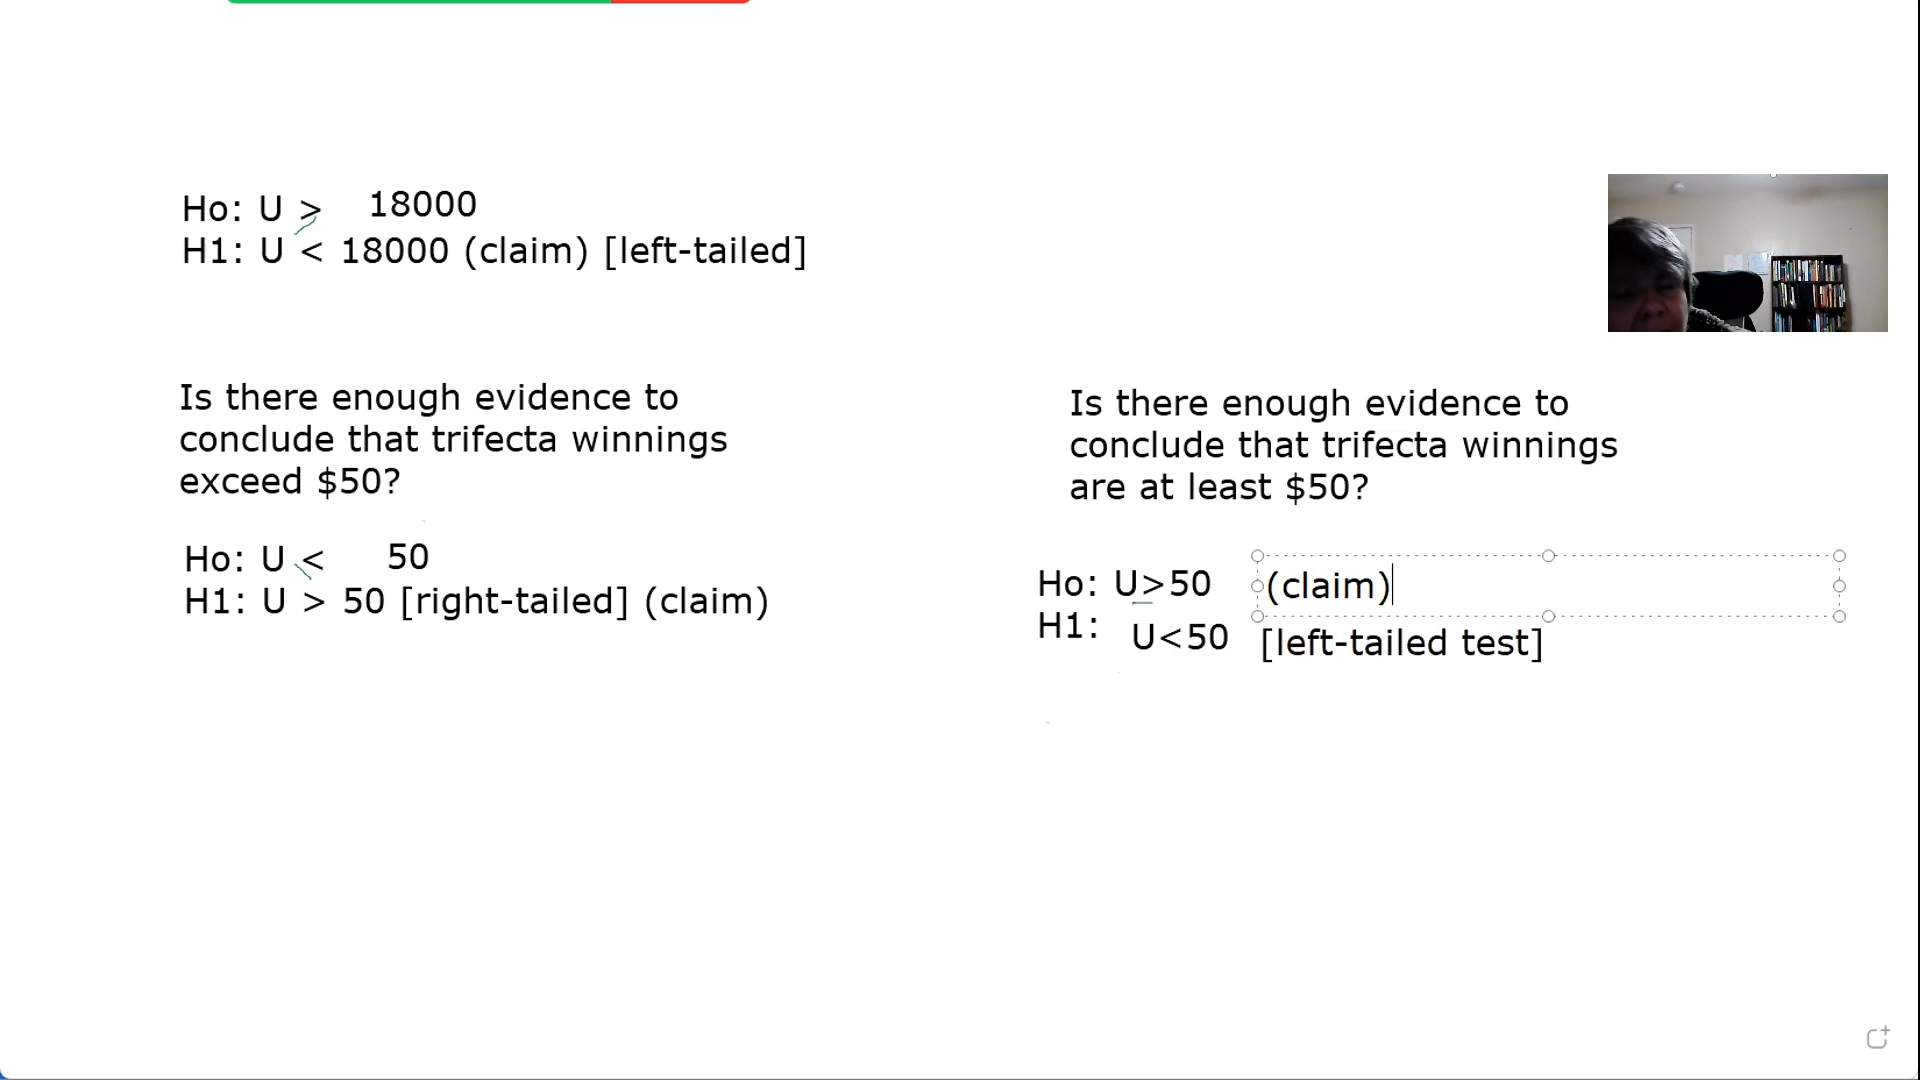 Ho: U ≥ 18000
H1: U < 18000 (claim) [left-tailed]
Is there enough evidence to
conclude that trifecta winnings
exceed $50?
Ho: U ≤ 50
H1: U > 50 [right-tailed] (claim)
Is there enough evidence to
conclude that trifecta winnings
are at least $50?
Ho: U≥50 (claim)
H1: U<50 [left-tailed test]